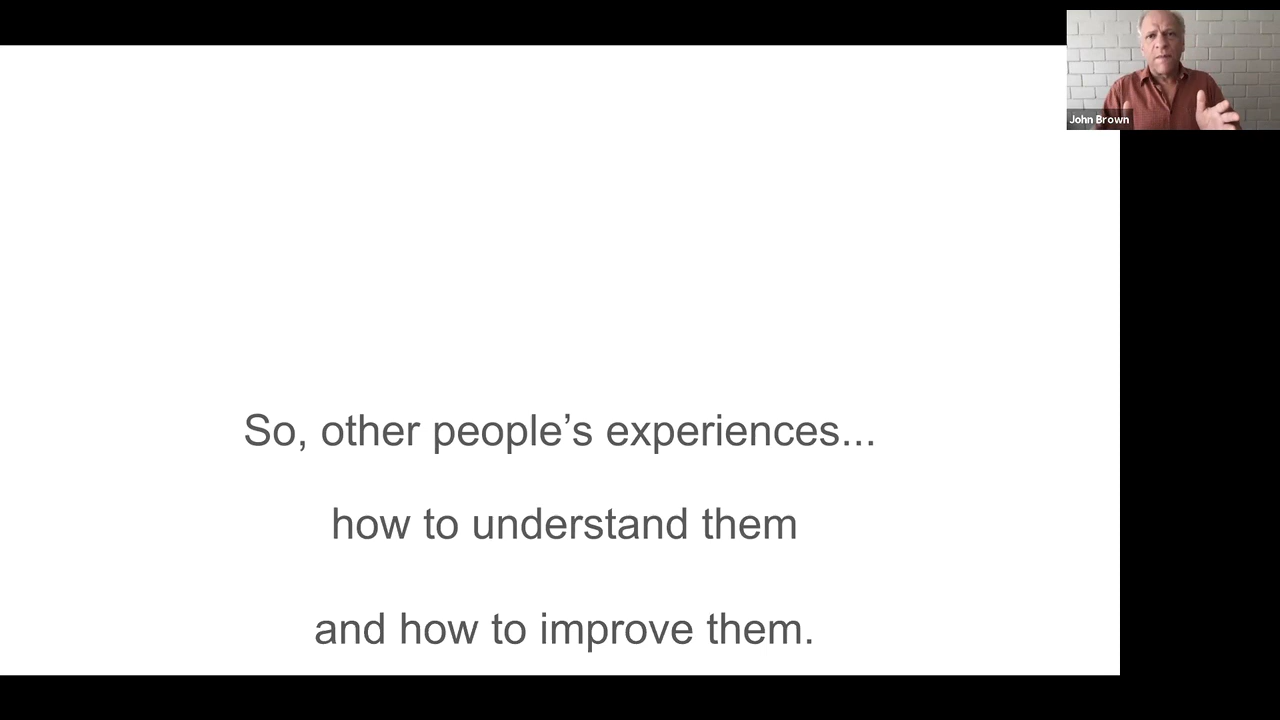 John Brown
So, other people’s experiences...
how to understand them
and how to improve them.